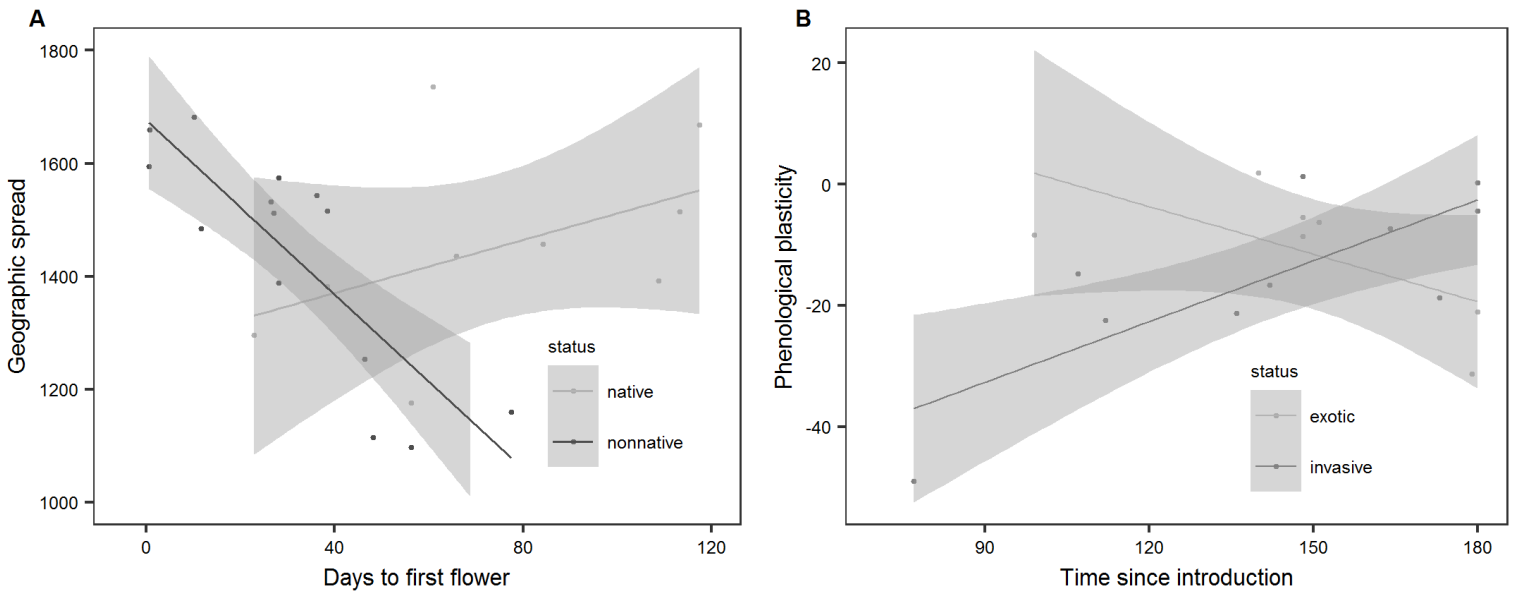 A
1800
1600
1400
1200
1000
Geographic spread
0
40
80
120
Days to first flower
status
native
nonnative
B
20
0
-20
-40
Phenological plasticity
90
120
150
180
Time since introduction
status
exotic
invasive